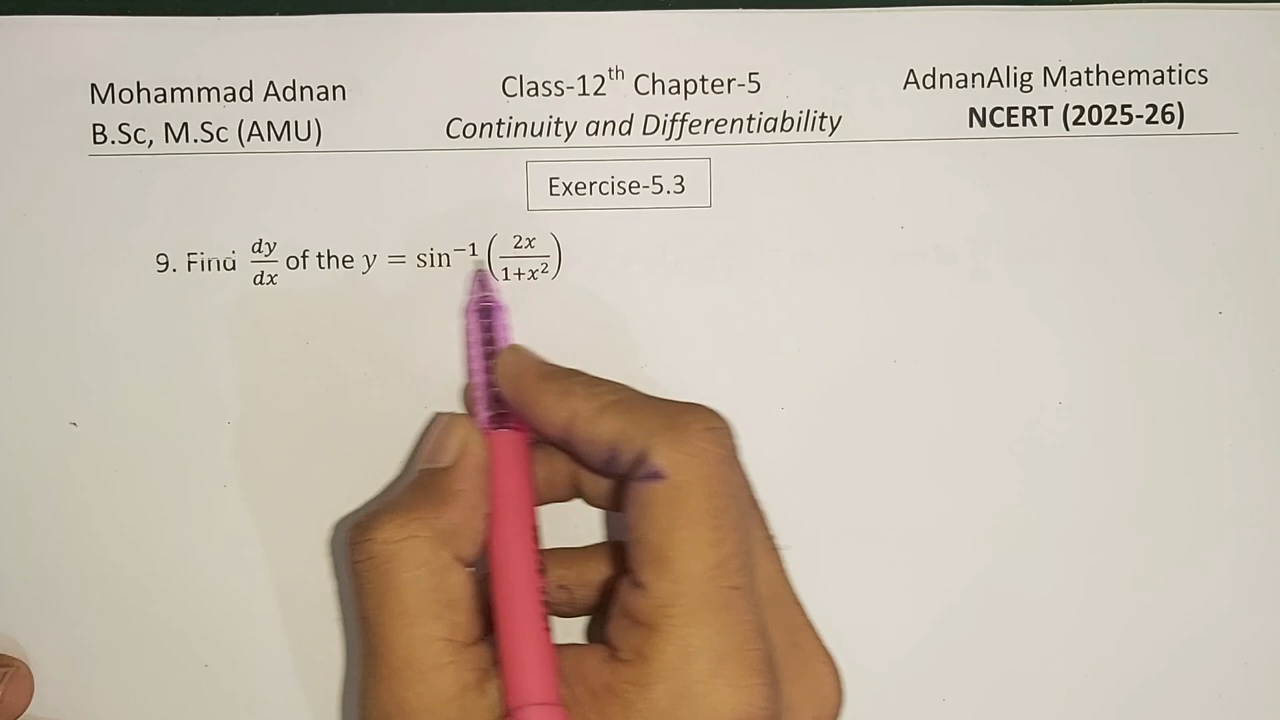 Mohammad Adnan
B.Sc, M.Sc (AMU)
Class-12th Chapter-5
Continuity and Differentiability
AdnanAlig Mathematics
NCERT (2025-26)
Exercise-5.3
9. Find dy/dx of the y = sin⁻¹(2x/1+x²)